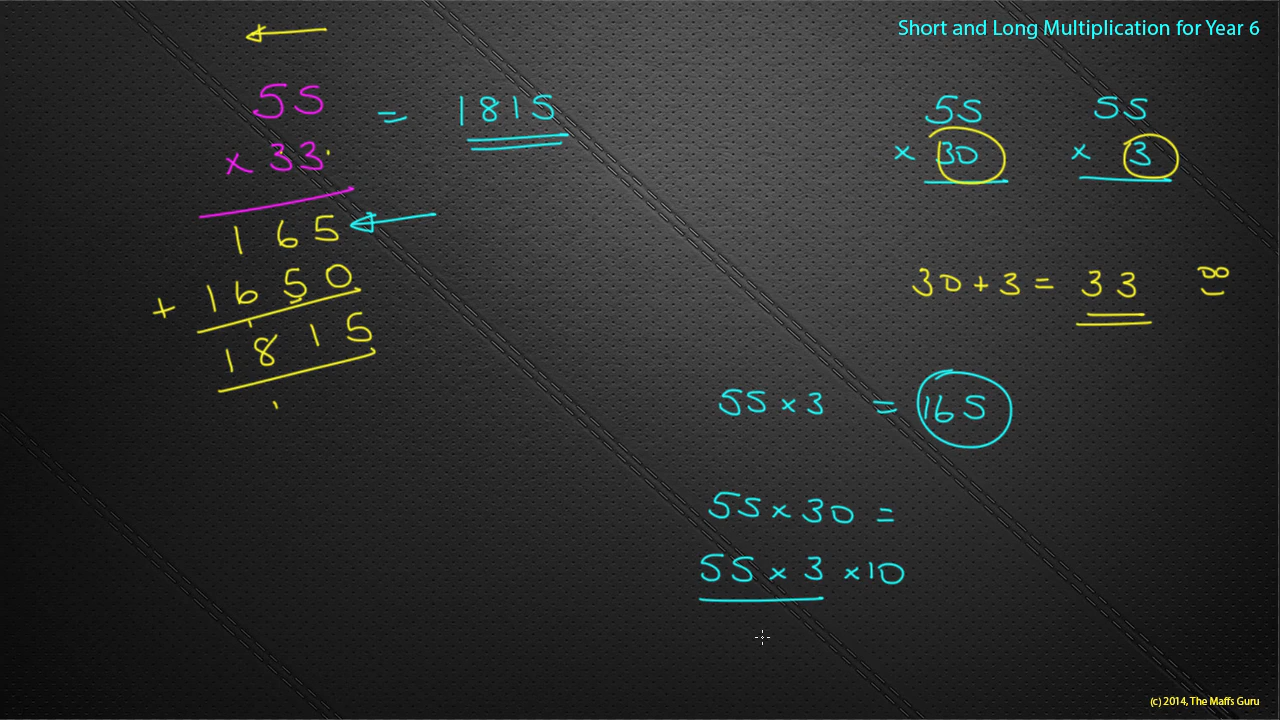 Short and Long Multiplication for Year 6
55
x 33
= 1815
165
+ 1650
1815
55
x 30
55
x 3
30 + 3 = 33
55 x 3 = 165
55 x 30 =
55 x 3 x 10
(c) 2014, The Maffs Guru